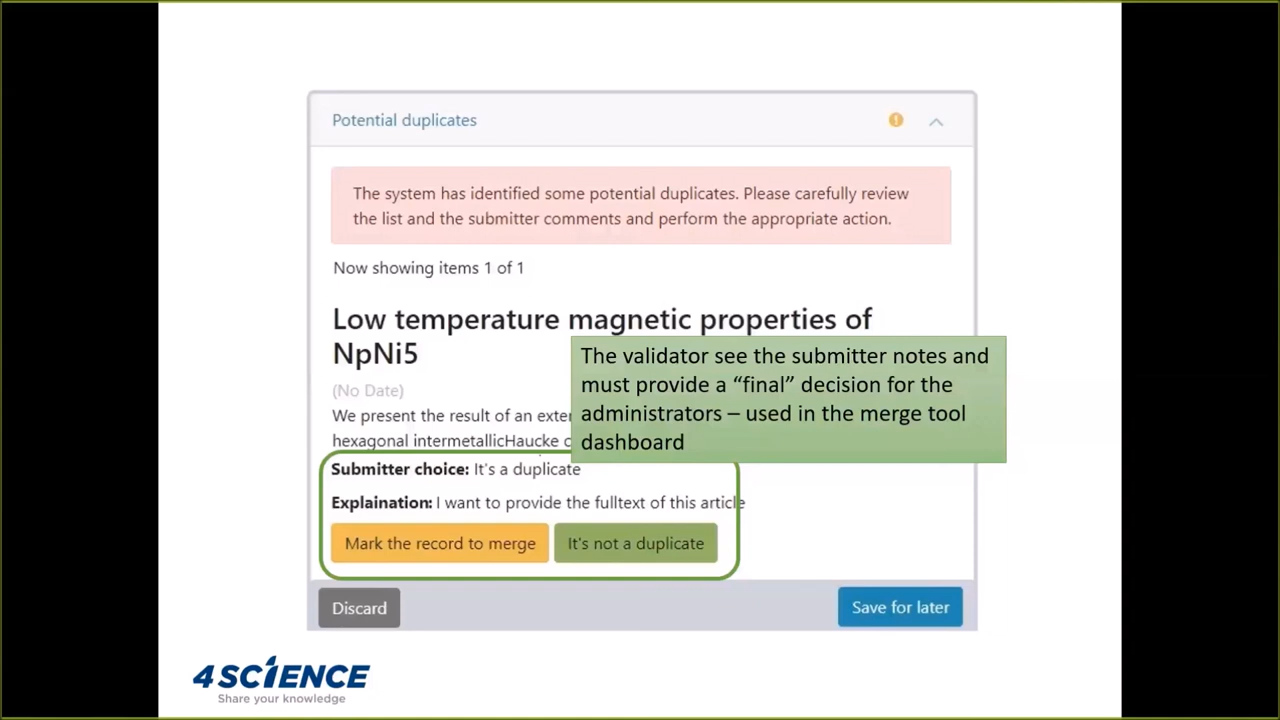 Potential duplicates
The system has identified some potential duplicates. Please carefully review
the list and the submitter comments and perform the appropriate action.
Now showing items 1 of 1
Low temperature magnetic properties of
NpNi5
The validator see the submitter notes and
must provide a “final” decision for the
administrators – used in the merge tool
dashboard
(No Date)
We present the result of an
hexagonal intermetallicHaucke
Submitter choice: It's a duplicate
Explaination: I want to provide the fulltext of this article
Mark the record to merge
It's not a duplicate
Discard
Save for later
4SCIENCE
Share your knowledge